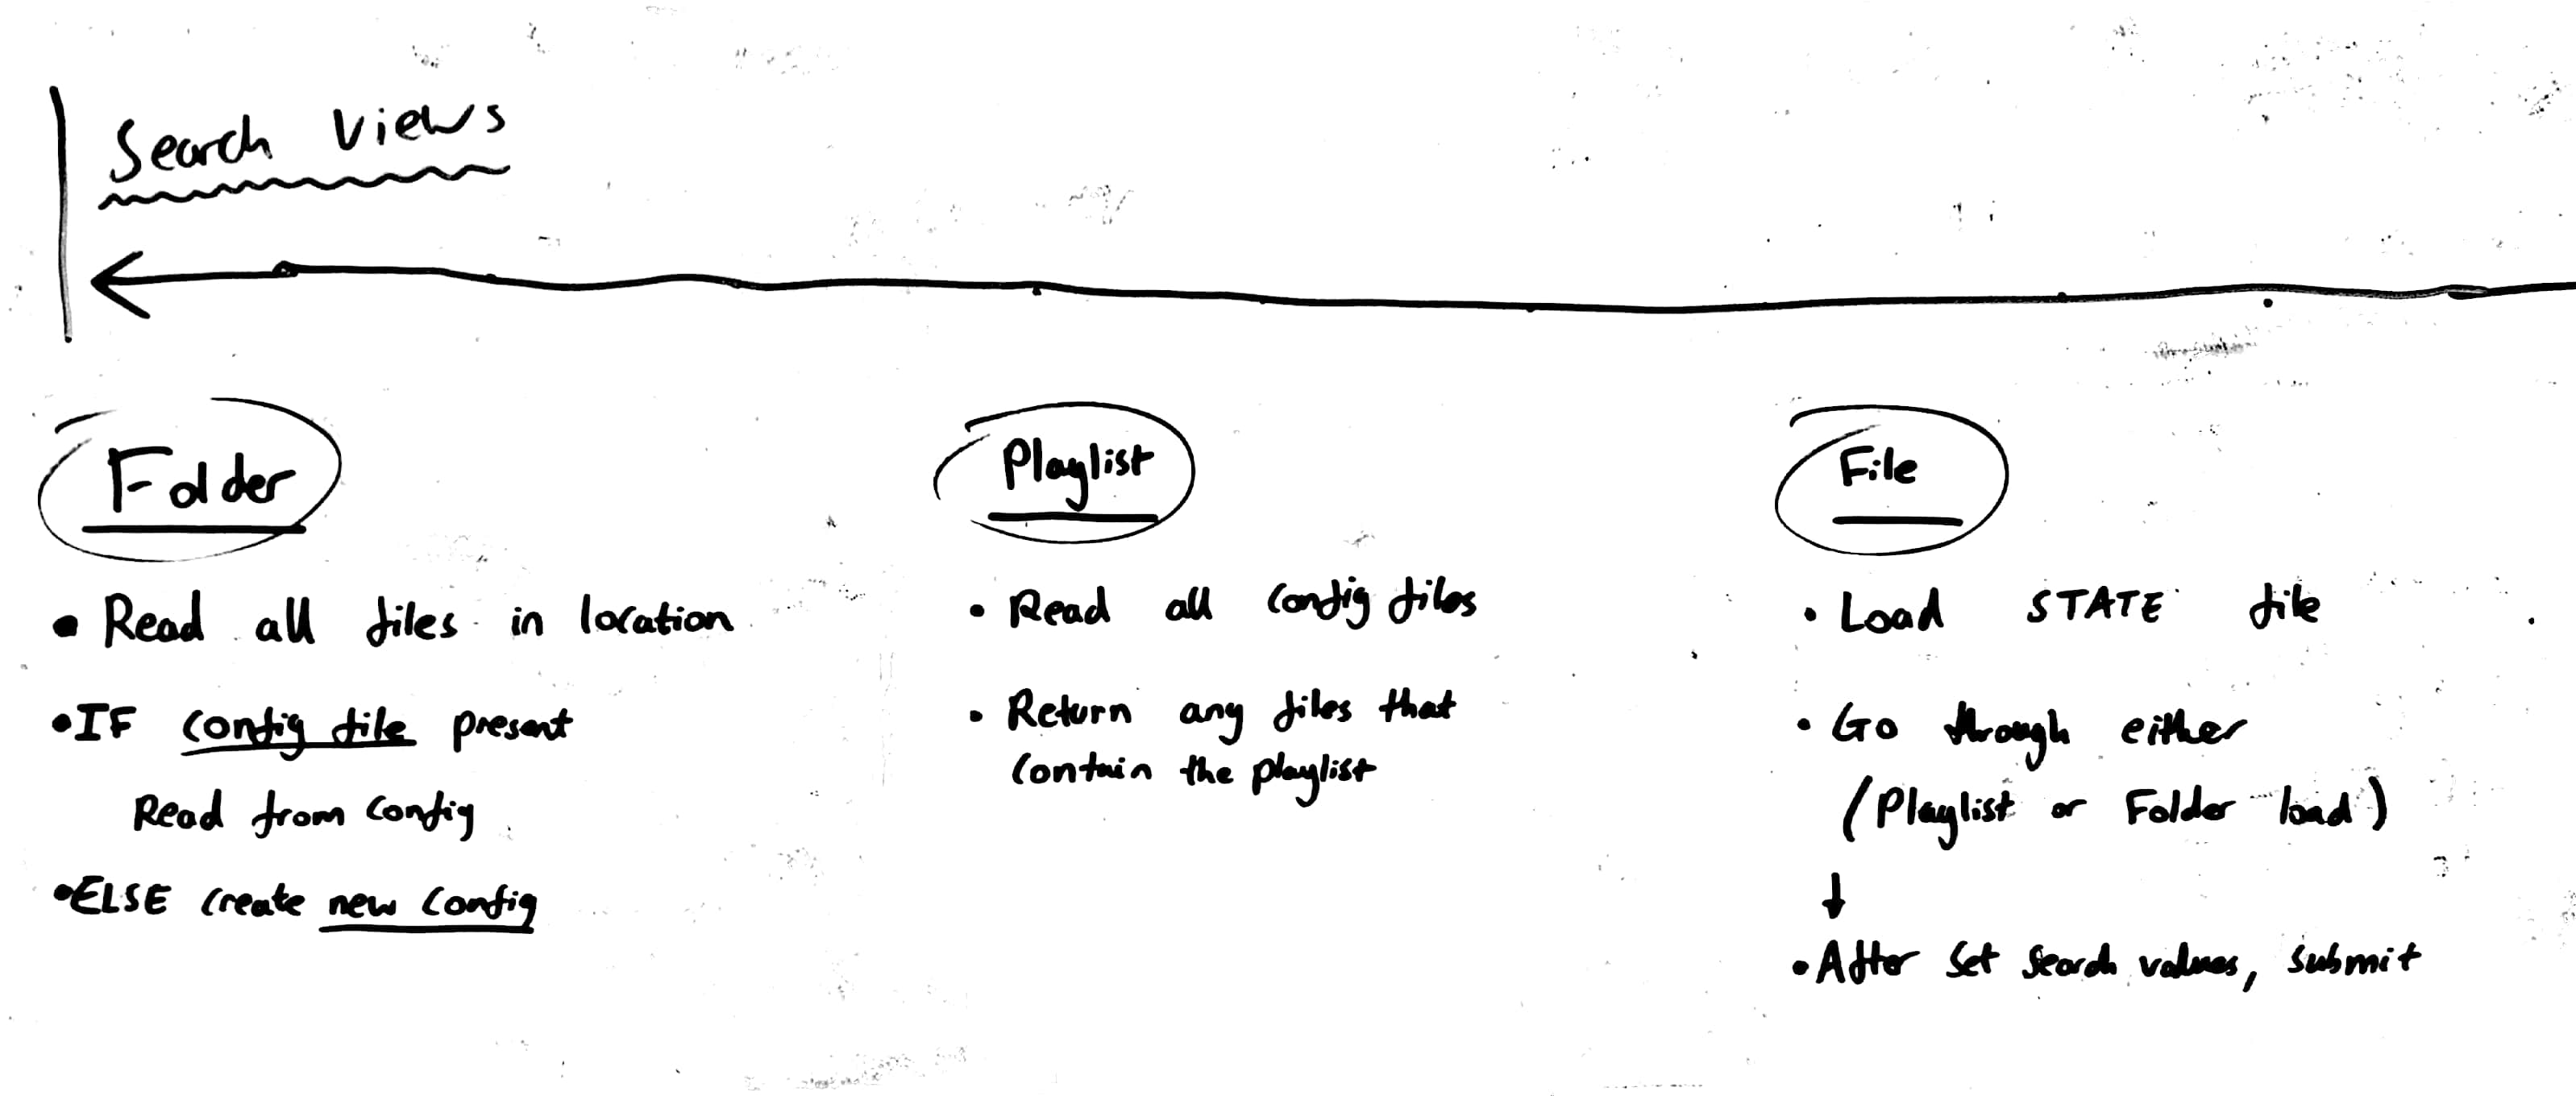 Search Views
Folder
• Read all files in location
• IF config file present
Read from config
• ELSE create new config
Playlist
• Read all config files
• Return any files that
contain the playlist
File
• Load STATE file
• Go through either
(Playlist or Folder load)
↓
• After set search values, submit